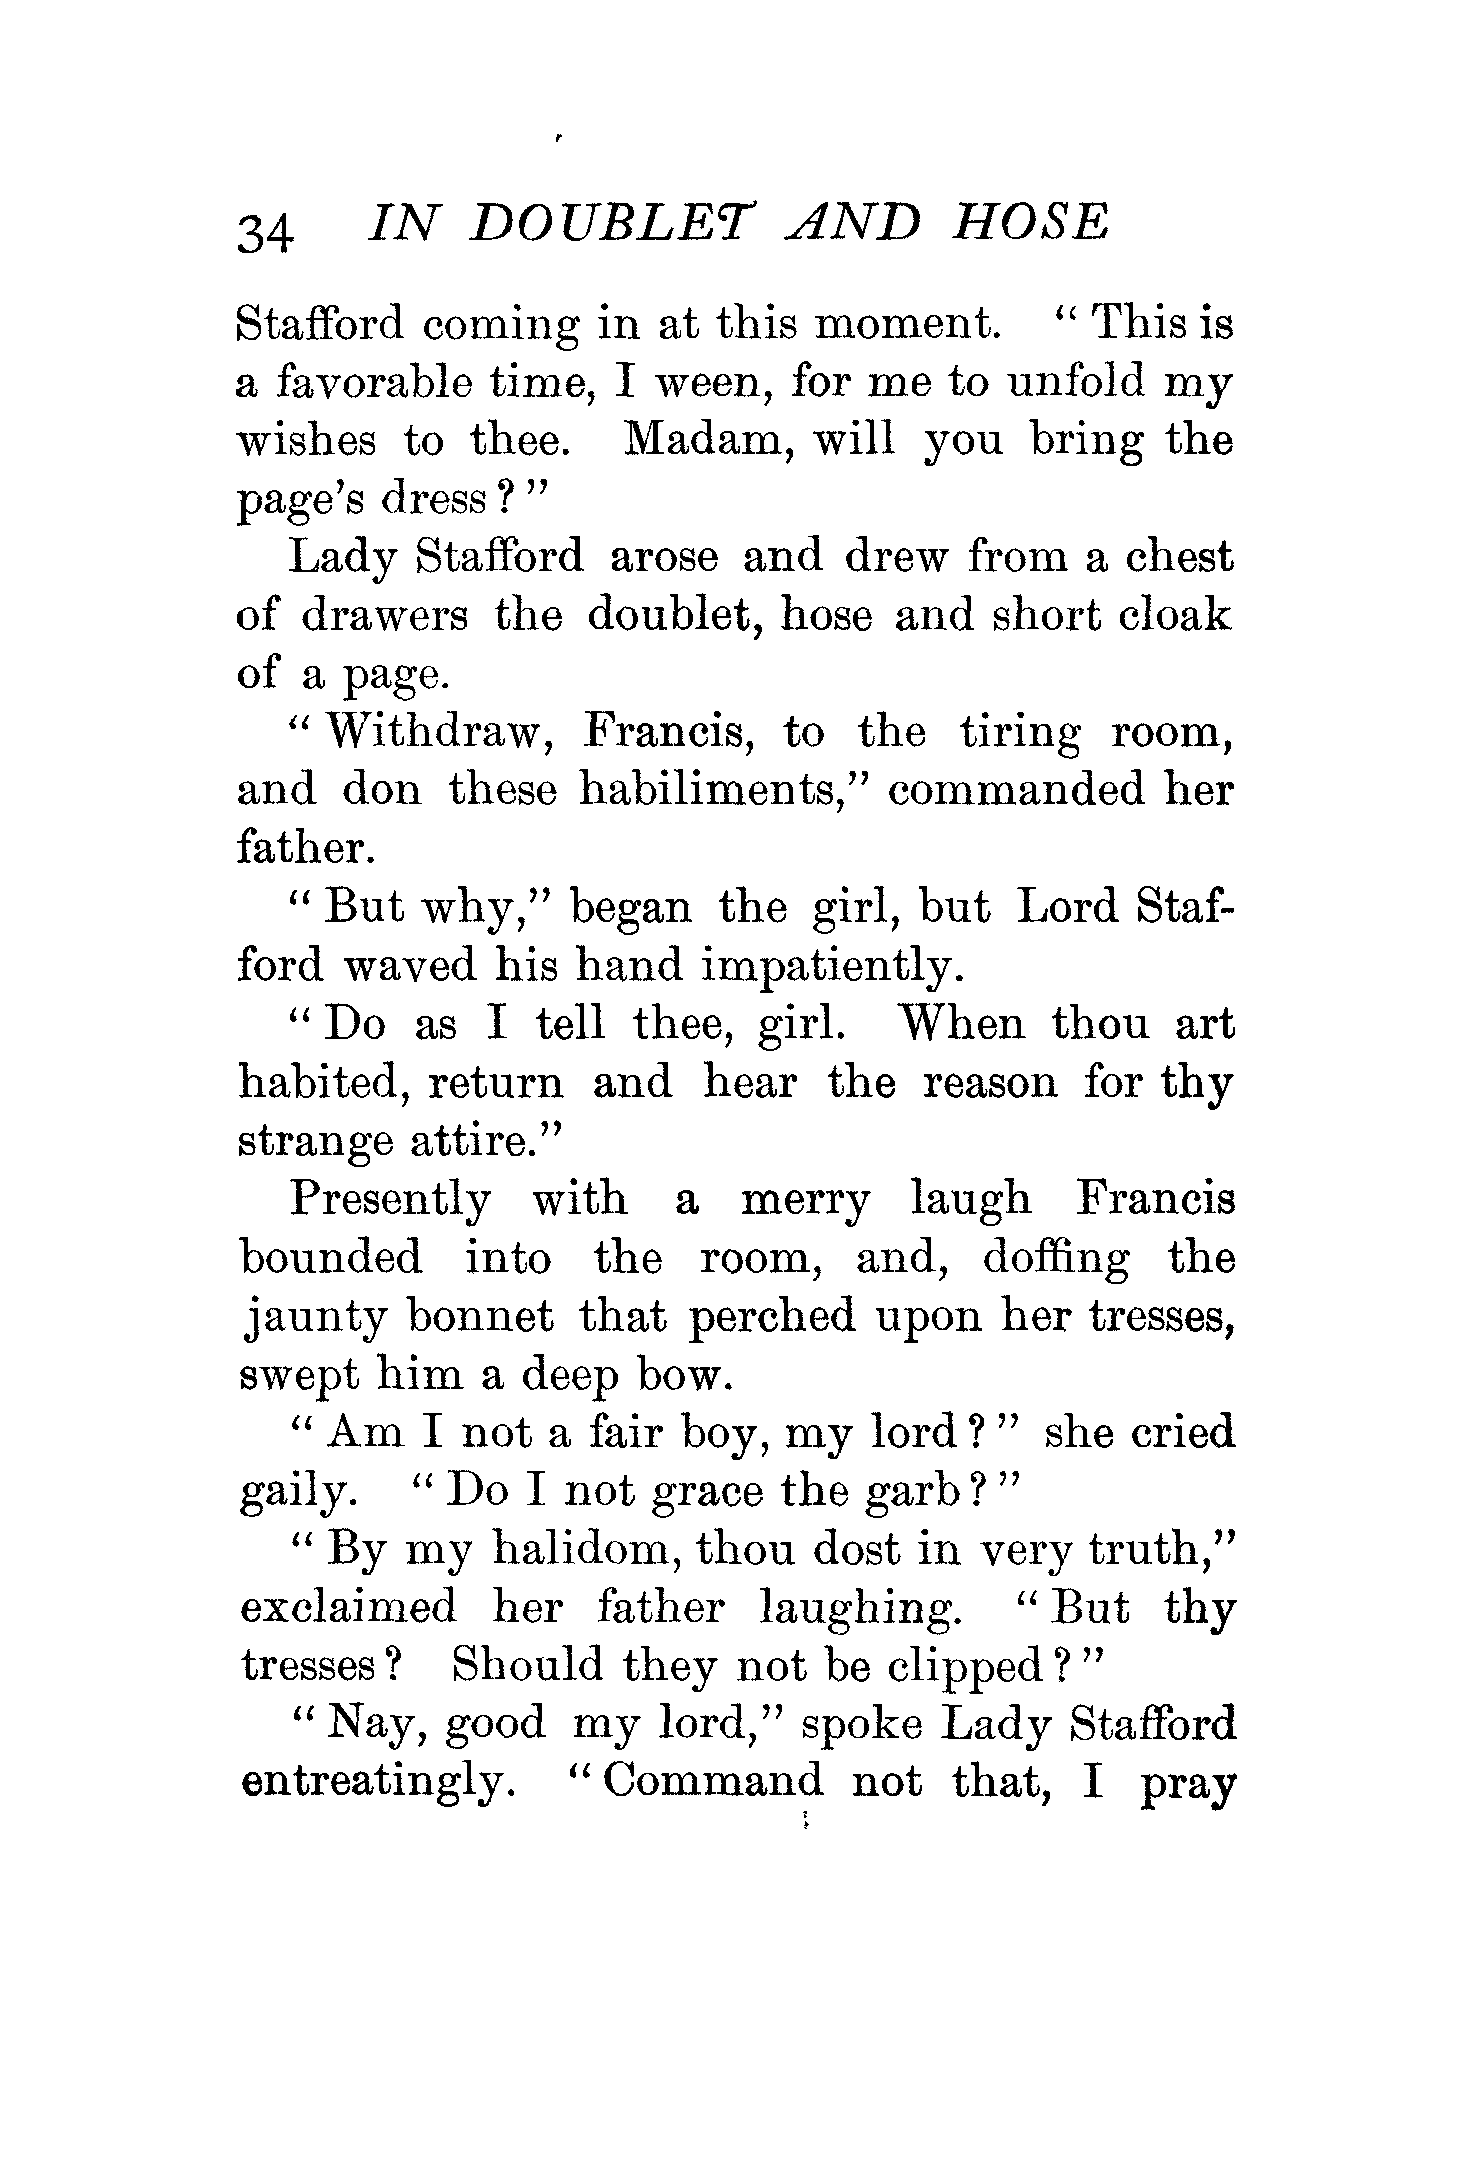 34 IN DOUBLET AND HOSE
Stafford coming in at this moment. “ This is
a favorable time, I ween, for me to unfold my
wishes to thee. Madam, will you bring the
page's dress ? ”
Lady Stafford arose and drew from a chest
of drawers the doublet, hose and short cloak
of a page.
“ Withdraw, Francis, to the tiring room,
and don these habiliments,” commanded her
father.
“ But why,” began the girl, but Lord Staf-
ford waved his hand impatiently.
“ Do as I tell thee, girl. When thou art
habited, return and hear the reason for thy
strange attire.”
Presently with a merry laugh Francis
bounded into the room, and, doffing the
jaunty bonnet that perched upon her tresses,
swept him a deep bow.
“ Am I not a fair boy, my lord ? ” she cried
gaily. “ Do I not grace the garb ? ”
“ By my halidom, thou dost in very truth,”
exclaimed her father laughing. “ But thy
tresses ? Should they not be clipped ? ”
“ Nay, good my lord,” spoke Lady Stafford
entreatingly. “ Command not that, I pray